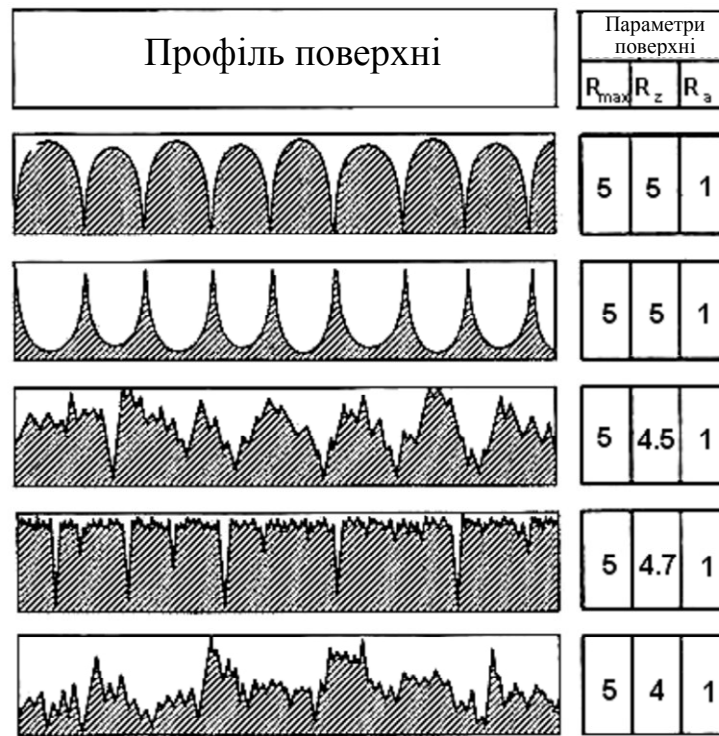 Профіль поверхні
Параметри
поверхні
Rmax Rz Ra
5 5 1
5 5 1
5 4.5 1
5 4.7 1
5 4 1